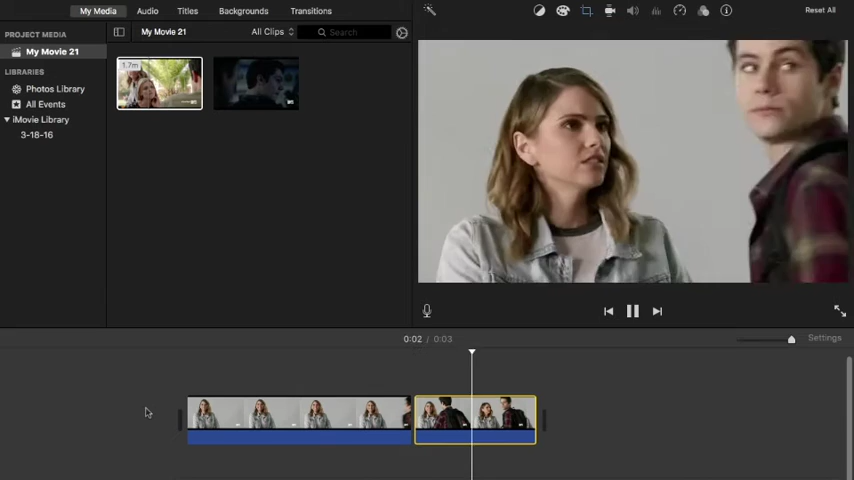 My Media Audio Titles Backgrounds Transitions
Reset All
PROJECT MEDIA
My Movie 21
All Clips
Search
My Movie 21
LIBRARIES
Photos Library
All Events
iMovie Library
3-18-16
1.7m
0:02 / 0:03
Settings